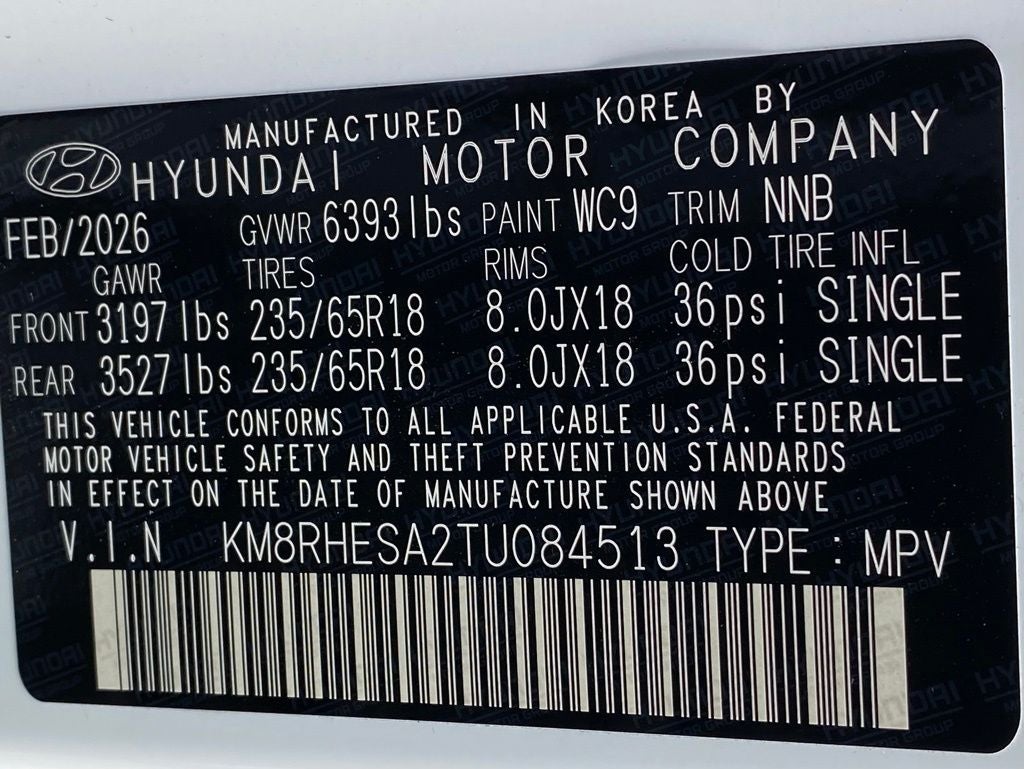 MANUFACTURED IN KOREA BY
HYUNDAI MOTOR COMPANY
FEB/2026 GVWR 6393lbs PAINT WC9 TRIM NNB
GAWR TIRES RIMS COLD TIRE INFL
FRONT 3197lbs 235/65R18 8.0JX18 36psi SINGLE
REAR 3527lbs 235/65R18 8.0JX18 36psi SINGLE
THIS VEHICLE CONFORMS TO ALL APPLICABLE U.S.A. FEDERAL
MOTOR VEHICLE SAFETY AND THEFT PREVENTION STANDARDS
IN EFFECT ON THE DATE OF MANUFACTURE SHOWN ABOVE
V.I.N KM8RHESA2TU084513 TYPE : MPV